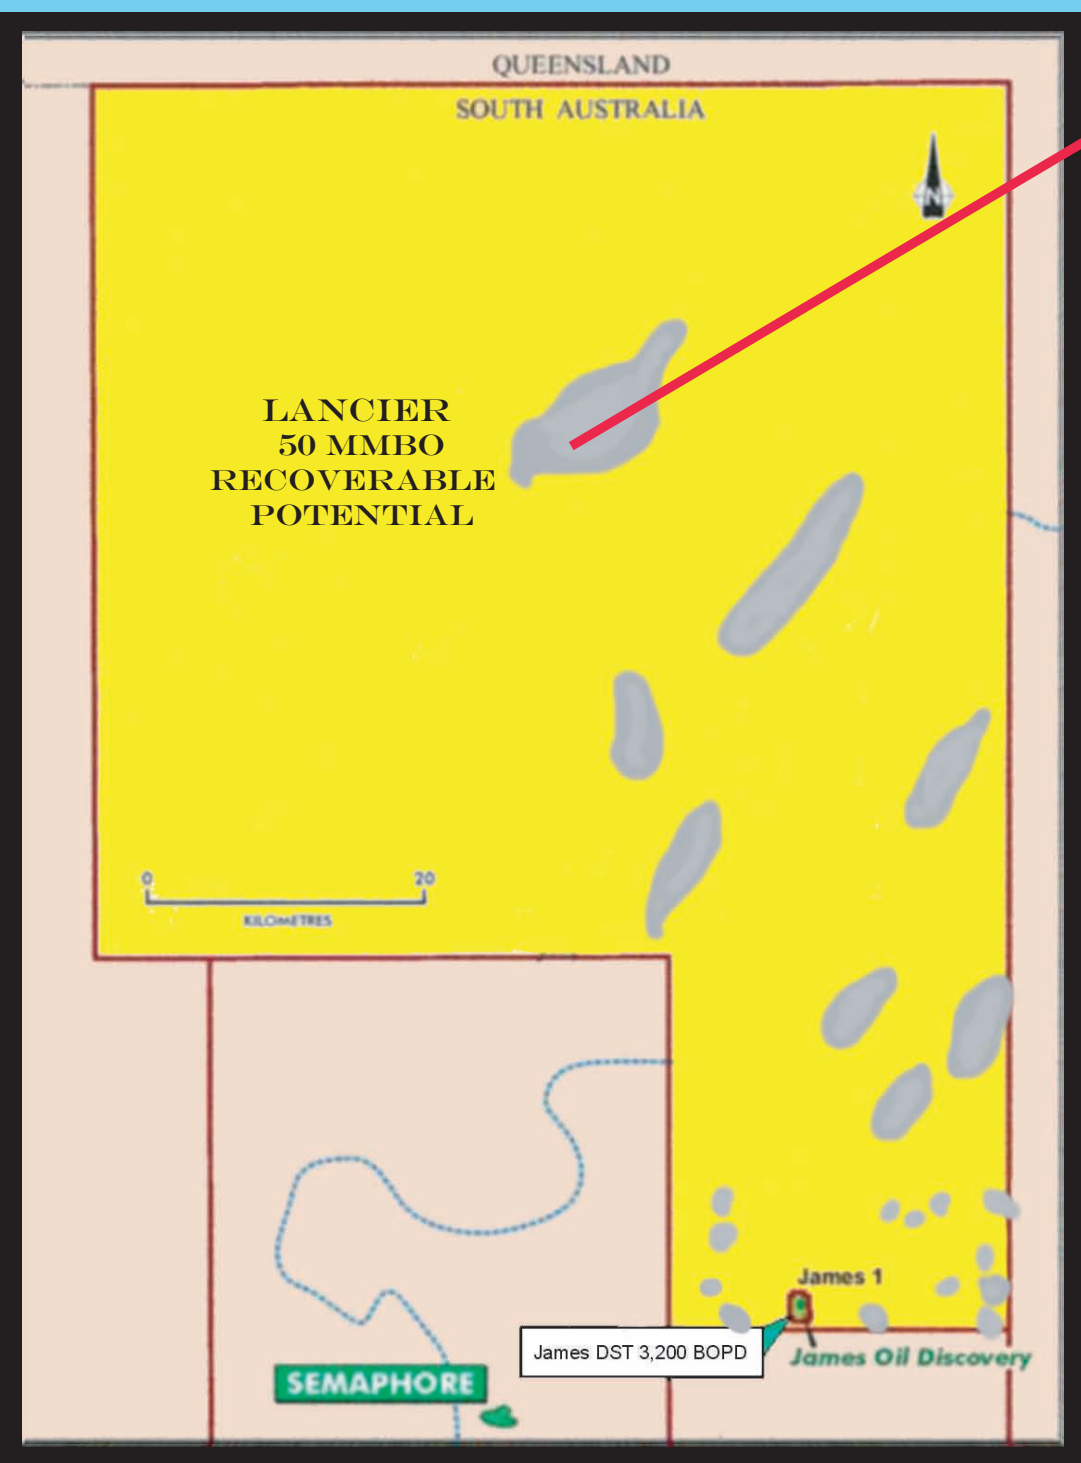 QUEENSLAND
SOUTH AUSTRALIA
N
LANCIER
50 MMBO
RECOVERABLE
POTENTIAL
0 20
KILOMETRES
James 1
James DST 3,200 BOPD
James Oil Discovery
SEMAPHORE